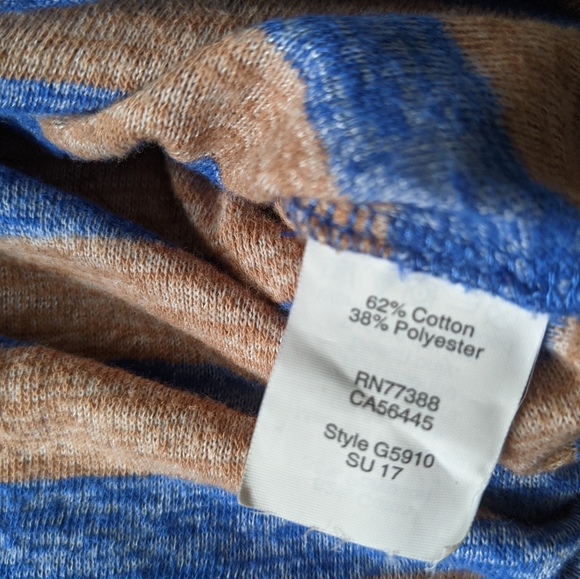 62% Cotton
38% Polyester
RN77388
CA56445
Style G5910
SU 17